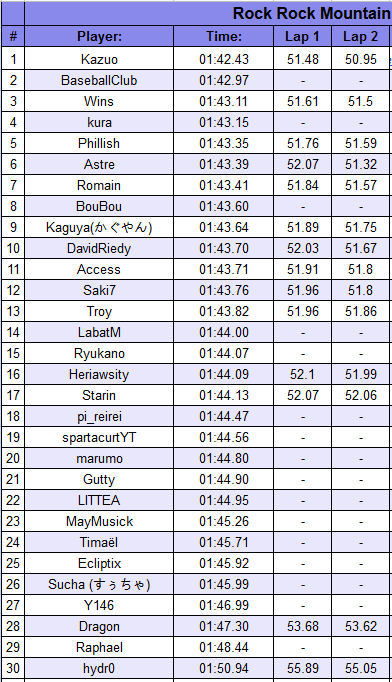 Rock Rock Mountain
# Player: Time: Lap 1 Lap 2
1 Kazuo 01:42.43 51.48 50.95
2 BaseballClub 01:42.97 - -
3 Wins 01:43.11 51.61 51.5
4 kura 01:43.15 - -
5 Phillish 01:43.35 51.76 51.59
6 Astre 01:43.39 52.07 51.32
7 Romain 01:43.41 51.84 51.57
8 BouBou 01:43.60 - -
9 Kaguya(かぐやん) 01:43.64 51.89 51.75
10 DavidRiedy 01:43.70 52.03 51.67
11 Access 01:43.71 51.91 51.8
12 Saki7 01:43.76 51.96 51.8
13 Troy 01:43.82 51.96 51.86
14 LabatM 01:44.00 - -
15 Ryukano 01:44.07 - -
16 Heriawsity 01:44.09 52.1 51.99
17 Starin 01:44.13 52.07 52.06
18 pi_reirei 01:44.47 - -
19 spartacurtYT 01:44.56 - -
20 marumo 01:44.80 - -
21 Gutty 01:44.90 - -
22 LITTEA 01:44.95 - -
23 MayMusick 01:45.26 - -
24 Timaël 01:45.71 - -
25 Ecliptix 01:45.92 - -
26 Sucha (すぅちゃ) 01:45.99 - -
27 Y146 01:46.99 - -
28 Dragon 01:47.30 53.68 53.62
29 Raphael 01:48.44 - -
30 hydr0 01:50.94 55.89 55.05